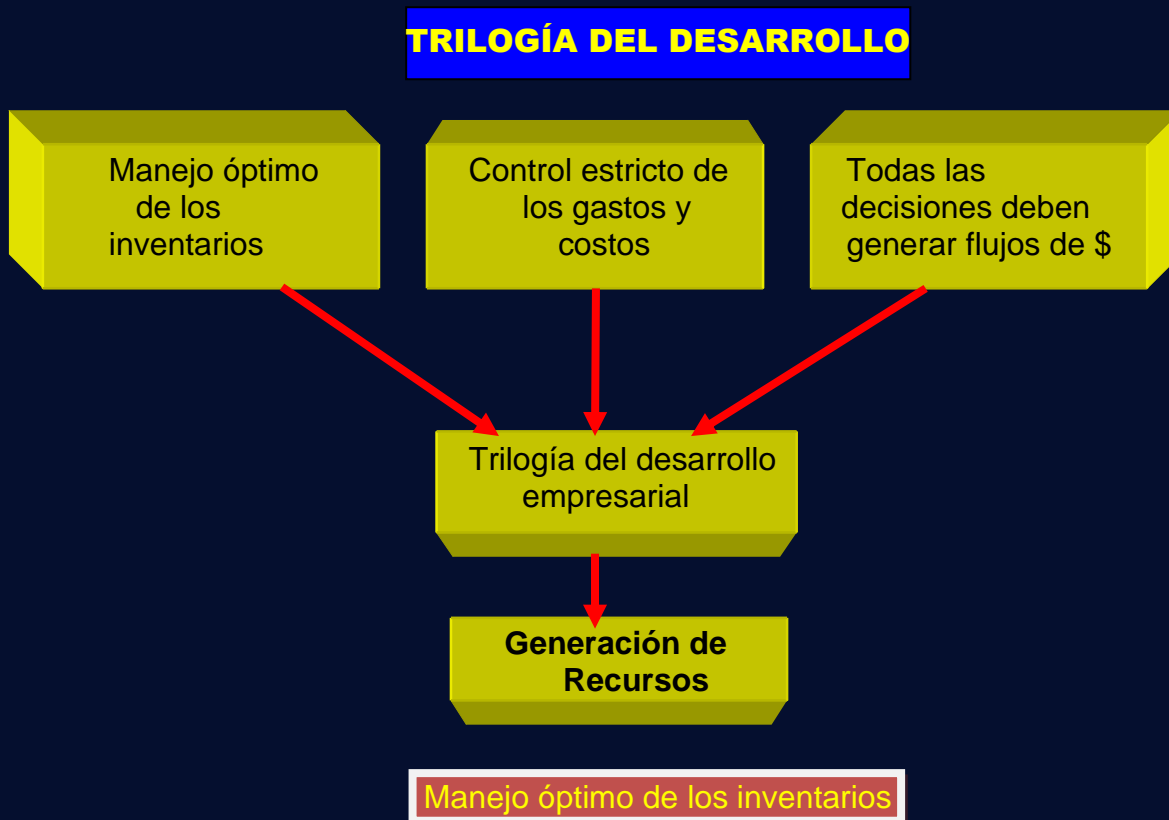 TRILOGÍA DEL DESARROLLO
Manejo óptimo
de los
inventarios
Control estricto de
los gastos y
costos
Todas las
decisiones deben
generar flujos de $
Trilogía del desarrollo
empresarial
Generación de
Recursos
Manejo óptimo de los inventarios